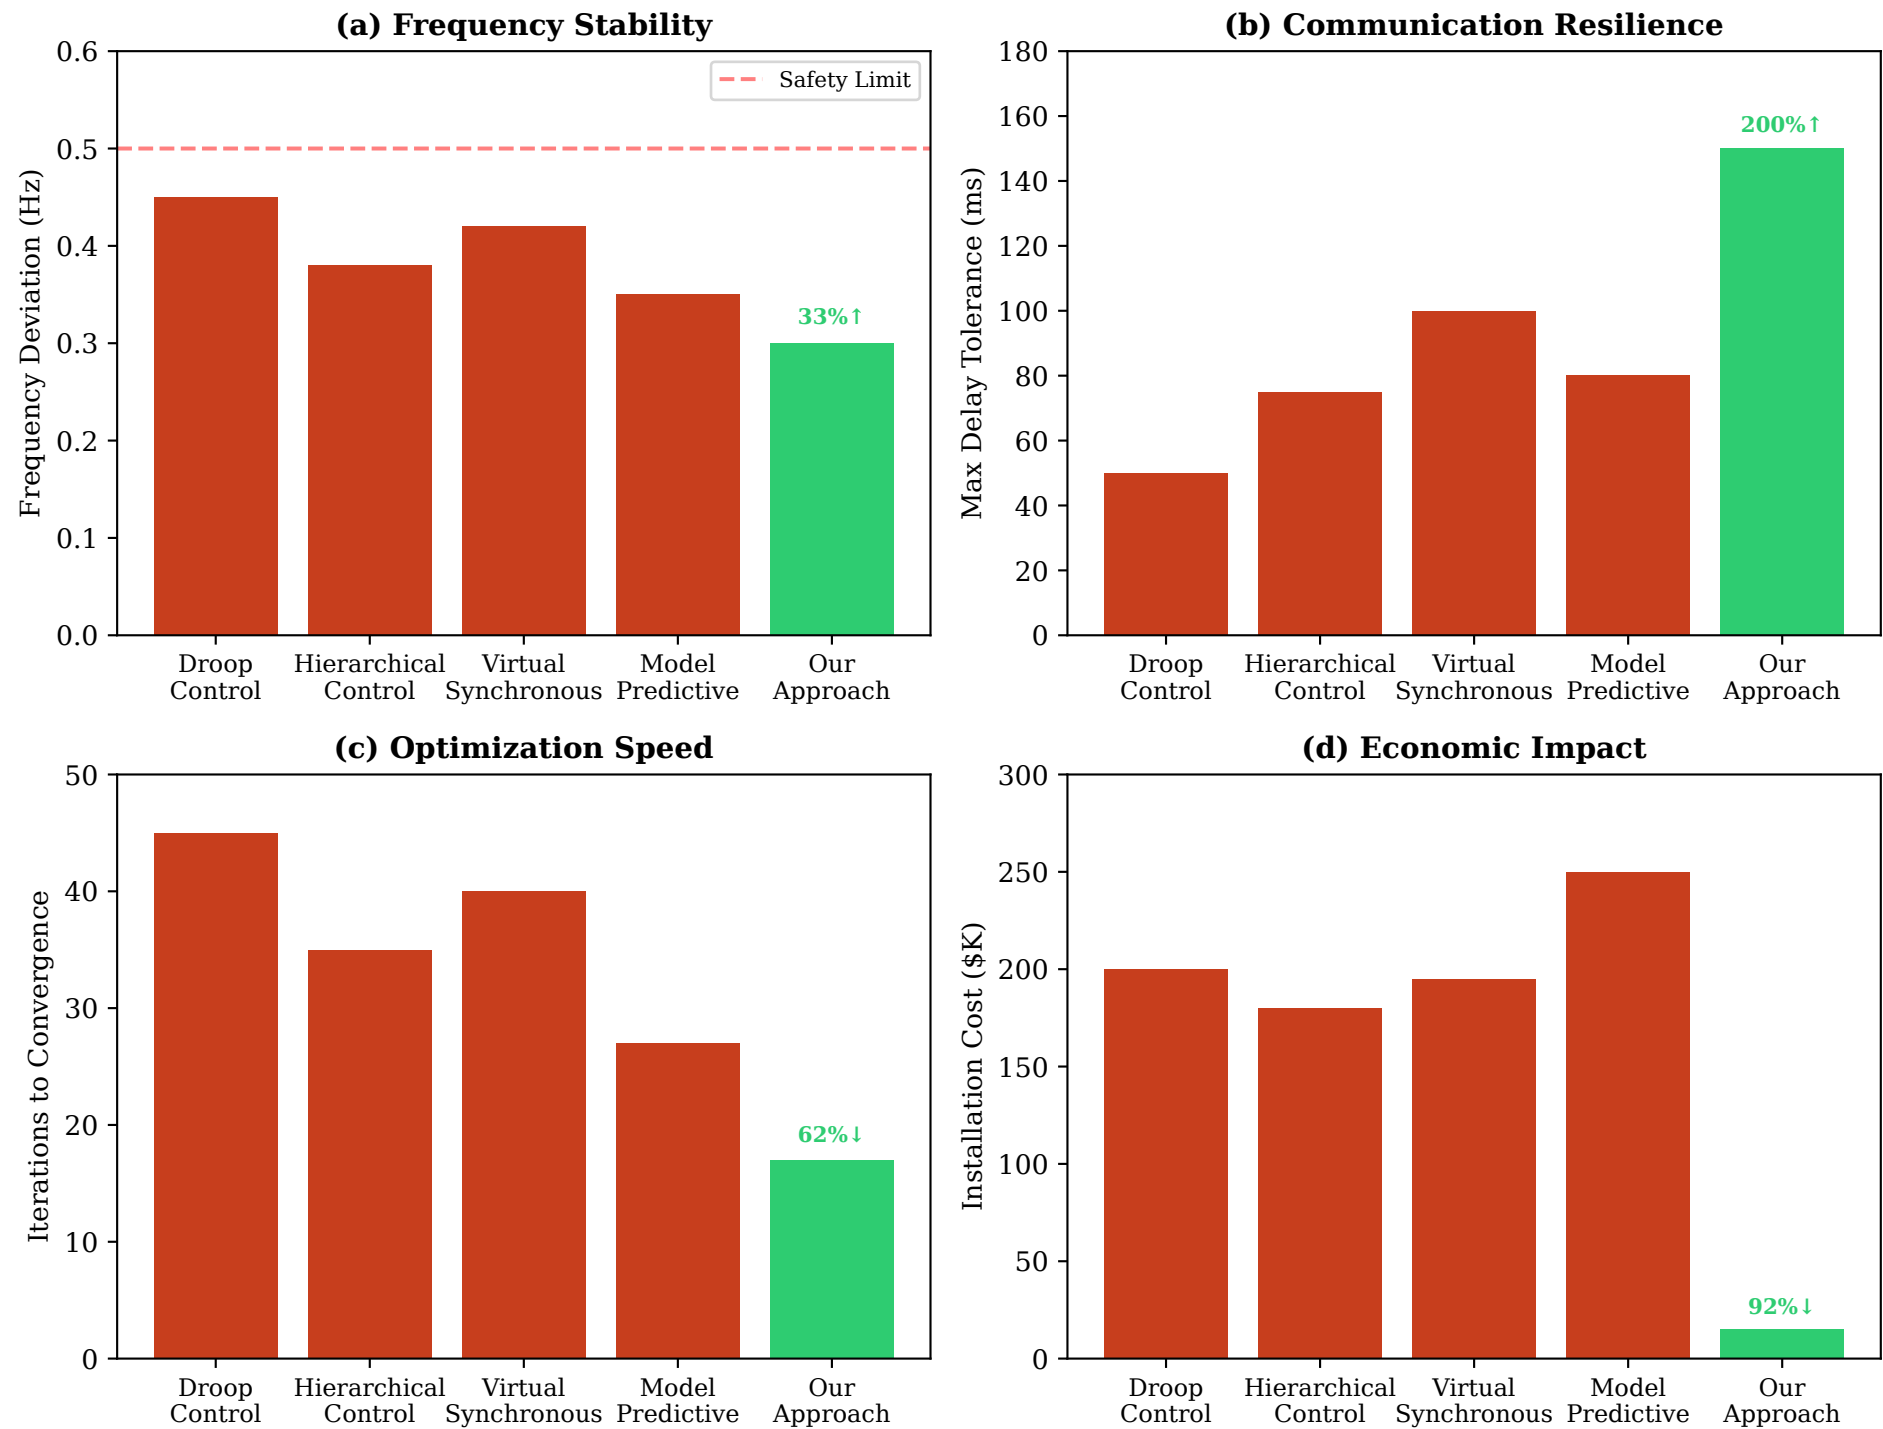 (a) Frequency Stability
Frequency Deviation (Hz)
0.6
0.5
0.4
0.3
0.2
0.1
0.0
Safety Limit
33%↑
Droop
Control
Hierarchical
Control
Virtual
Synchronous
Model
Predictive
Our
Approach
(b) Communication Resilience
Max Delay Tolerance (ms)
180
160
140
120
100
80
60
40
20
0
200%↑
Droop
Control
Hierarchical
Control
Virtual
Synchronous
Model
Predictive
Our
Approach
(c) Optimization Speed
Iterations to Convergence
50
40
30
20
10
0
62%↓
Droop
Control
Hierarchical
Control
Virtual
Synchronous
Model
Predictive
Our
Approach
(d) Economic Impact
Installation Cost ($K)
300
250
200
150
100
50
0
92%↓
Droop
Control
Hierarchical
Control
Virtual
Synchronous
Model
Predictive
Our
Approach